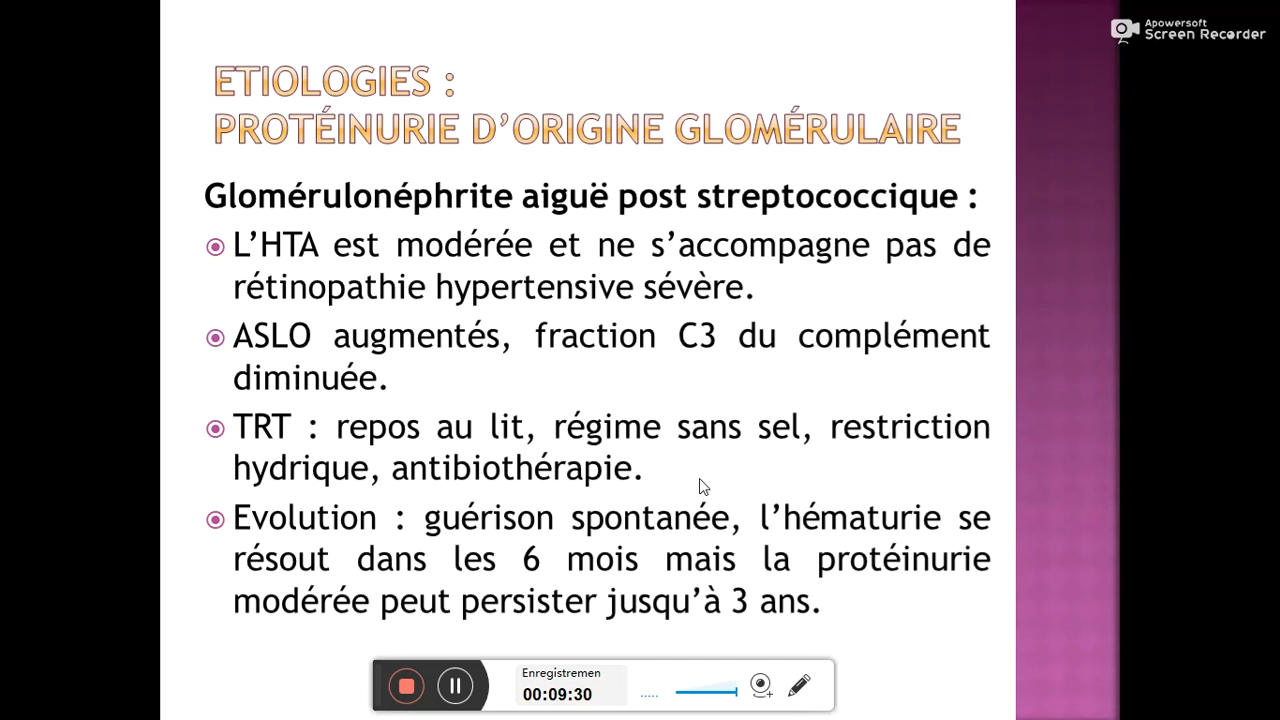 Apowersoft
Screen Recorder
ETIOLOGIES :
PROTÉINURIE D’ORIGINE GLOMÉRULAIRE
Glomérulonéphrite aiguë post streptococcique :
L’HTA est modérée et ne s’accompagne pas de
rétinopathie hypertensive sévère.
ASLO augmentés, fraction C3 du complément
diminuée.
TRT : repos au lit, régime sans sel, restriction
hydrique, antibiothérapie.
Evolution : guérison spontanée, l’hématurie se
résout dans les 6 mois mais la protéinurie
modérée peut persister jusqu’à 3 ans.
Enregistremen
00:09:30